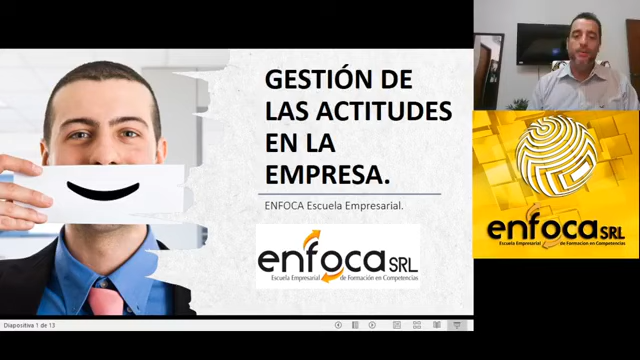 GESTIÓN DE
LAS ACTITUDES
EN LA
EMPRESA.
ENFOCA Escuela Empresarial.
enfoca SRL
Escuela Empresarial de Formación en Competencias
Diapositiva 1 de 13
enfoca SRL
Escuela Empresarial de Formación en Competencias